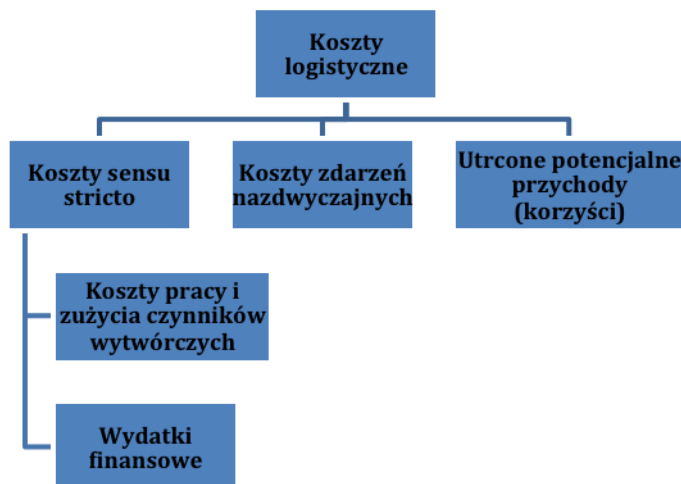 Koszty
logistyczne
Koszty sensu
stricto
Koszty zdarzeń
nazdwyczajnych
Utrcone potencjalne
przychody
(korzyści)
Koszty pracy i
zużycia czynników
wytwórczych
Wydatki
finansowe